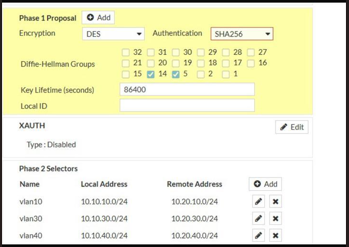 Phase 1 Proposal Add
Encryption DES Authentication SHA256
32 31 30 29 28 27
Diffie-Hellman Groups 21 20 19 18 17 16
15 14 5 2 1
Key Lifetime (seconds) 86400
Local ID
XAUTH Edit
Type : Disabled
Phase 2 Selectors
Name Local Address Remote Address Add
vlan10 10.10.10.0/24 10.20.10.0/24
vlan30 10.10.30.0/24 10.20.30.0/24
vlan40 10.10.40.0/24 10.20.40.0/24